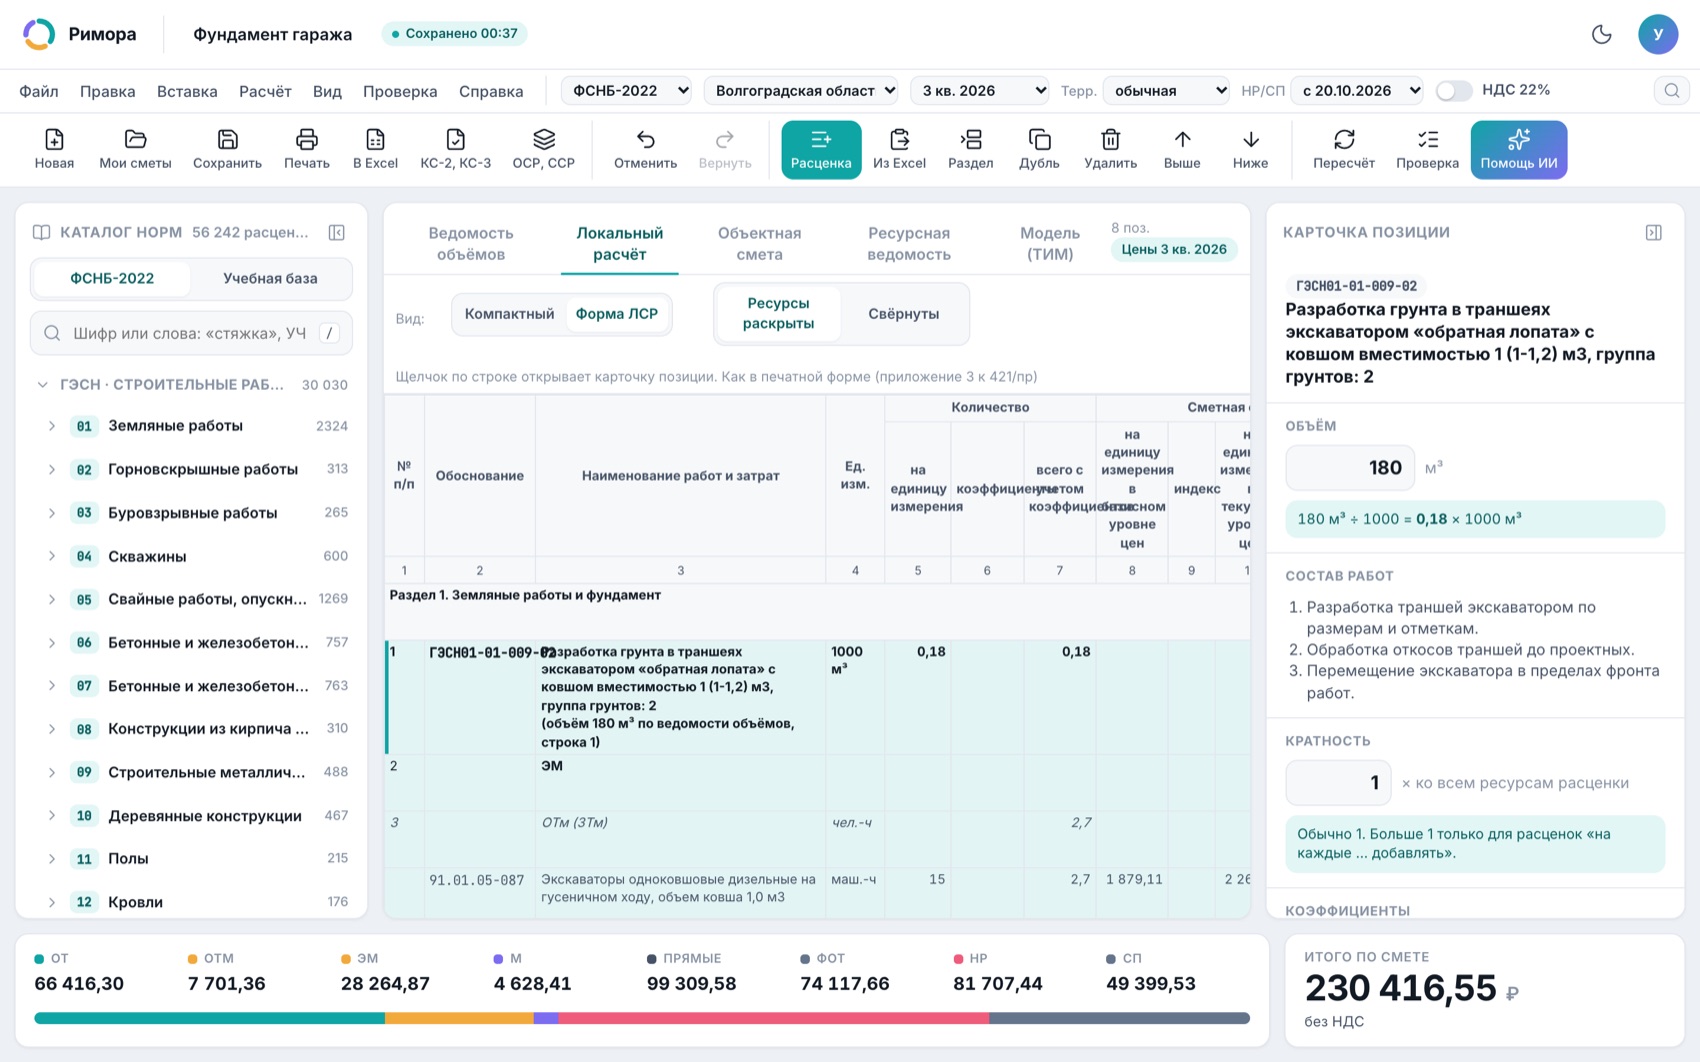 Римора
Фундамент гаража
Сохранено 00:37
У
Файл Правка Вставка Расчёт Вид Проверка Справка
ФСНБ-2022
Волгоградская област
3 кв. 2026
Терр. обычная
НР/СП с 20.10.2026
НДС 22%
Новая
Мои сметы
Сохранить
Печать
В Excel
КС-2, КС-3
ОСР, ССР
Отменить
Вернуть
Расценка
Из Excel
Раздел
Дубль
Удалить
Выше
Ниже
Пересчёт
Проверка
Помощь ИИ
КАТАЛОГ НОРМ 56 242 расцен...
ФСНБ-2022
Учебная база
Шифр или слова: «стяжка», УЧ /
ГЭСН · СТРОИТЕЛЬНЫЕ РАБ... 30 030
01 Земляные работы 2324
02 Горновскрышные работы 313
03 Буровзрывные работы 265
04 Скважины 600
05 Свайные работы, опускн... 1269
06 Бетонные и железобетон... 757
07 Бетонные и железобетон... 763
08 Конструкции из кирпича ... 310
09 Строительные металлич... 488
10 Деревянные конструкции 467
11 Полы 215
12 Кровли 176
Ведомость
объёмов
Локальный
расчёт
Объектная
смета
Ресурсная
ведомость
Модель
(ТИМ)
8 поз.
Цены 3 кв. 2026
Вид:
Компактный
Форма ЛСР
Ресурсы
раскрыты
Свёрнуты
Щелчок по строке открывает карточку позиции. Как в печатной форме (приложение 3 к 421/пр)
№
п/п
Обоснование
Наименование работ и затрат
Ед.
изм.
Количество
на
единицу
измерения
коэффициенты
всего с
учетом
коэффициентов
Сметная
на
единицу
измерения
в
базисном
уровне
цен
индекс
1 2 3 4 5 6 7 8 9
Раздел 1. Земляные работы и фундамент
1
ГЭСН01-01-009-02
Разработка грунта в траншеях
экскаватором «обратная лопата» с
ковшом вместимостью 1 (1-1,2) м3,
группа грунтов: 2
(объём 180 м³ по ведомости объёмов,
строка 1)
1000
м³
0,18
0,18
2 ЭМ
3 ОТм (ЗТм) чел.-ч 2,7
91.01.05-087
Экскаваторы одноковшовые дизельные на
гусеничном ходу, объем ковша 1,0 м3
маш.-ч 15 2,7 1 879,11 2 26
КАРТОЧКА ПОЗИЦИИ
ГЭСН01-01-009-02
Разработка грунта в траншеях
экскаватором «обратная лопата» с
ковшом вместимостью 1 (1-1,2) м3, группа
грунтов: 2
ОБЪЁМ
180 м³
180 м³ ÷ 1000 = 0,18 × 1000 м³
СОСТАВ РАБОТ
1. Разработка траншей экскаватором по
размерам и отметкам.
2. Обработка откосов траншей до проектных.
3. Перемещение экскаватора в пределах фронта
работ.
КРАТНОСТЬ
1 × ко всем ресурсам расценки
Обычно 1. Больше 1 только для расценок «на
каждые ... добавлять».
КОЭФФИЦИЕНТЫ
ОТ
66 416,30
ОТМ
7 701,36
ЭМ
28 264,87
М
4 628,41
ПРЯМЫЕ
99 309,58
ФОТ
74 117,66
НР
81 707,44
СП
49 399,53
ИТОГО ПО СМЕТЕ
230 416,55 ₽
без НДС